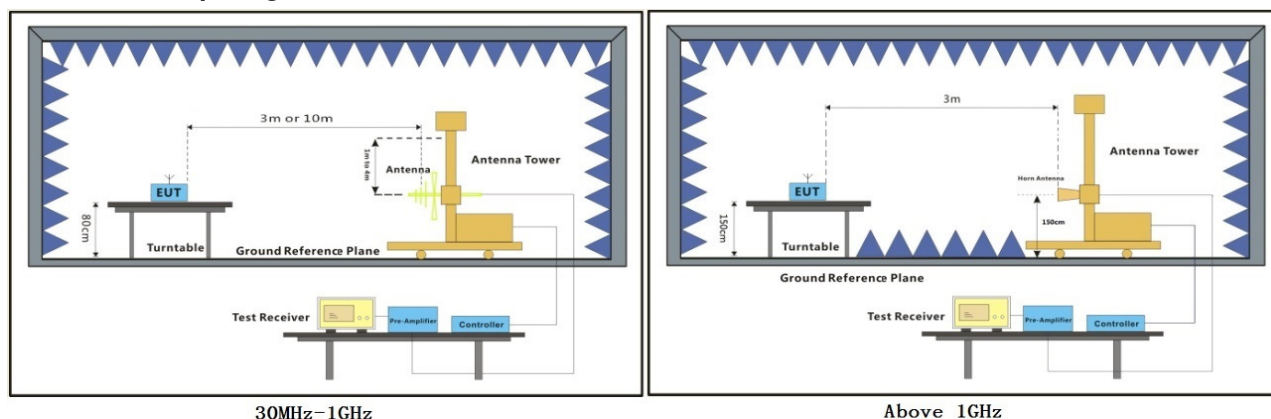 3m or 10m
1m to 4m
Antenna
Antenna Tower
EUT
80cm
Turntable
Ground Reference Plane
Test Receiver
Pre-Amplifier
Controller
30MHz-1GHz
3m
Antenna Tower
Horn Antenna
EUT
150cm
150cm
Turntable
Ground Reference Plane
Test Receiver
Pre-Amplifier
Controller
Above 1GHz